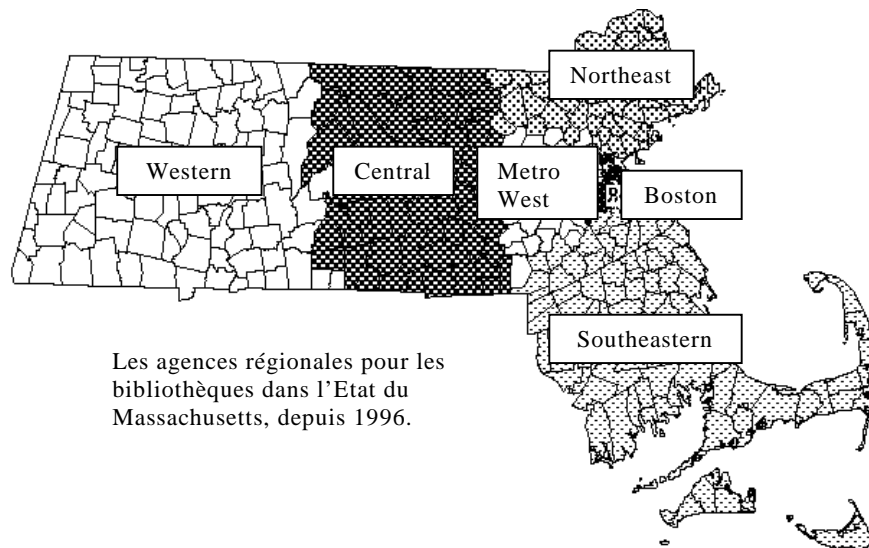 Northeast
Western
Central
Metro
West
Boston
Southeastern
Les agences régionales pour les
bibliothèques dans l'Etat du
Massachusetts, depuis 1996.